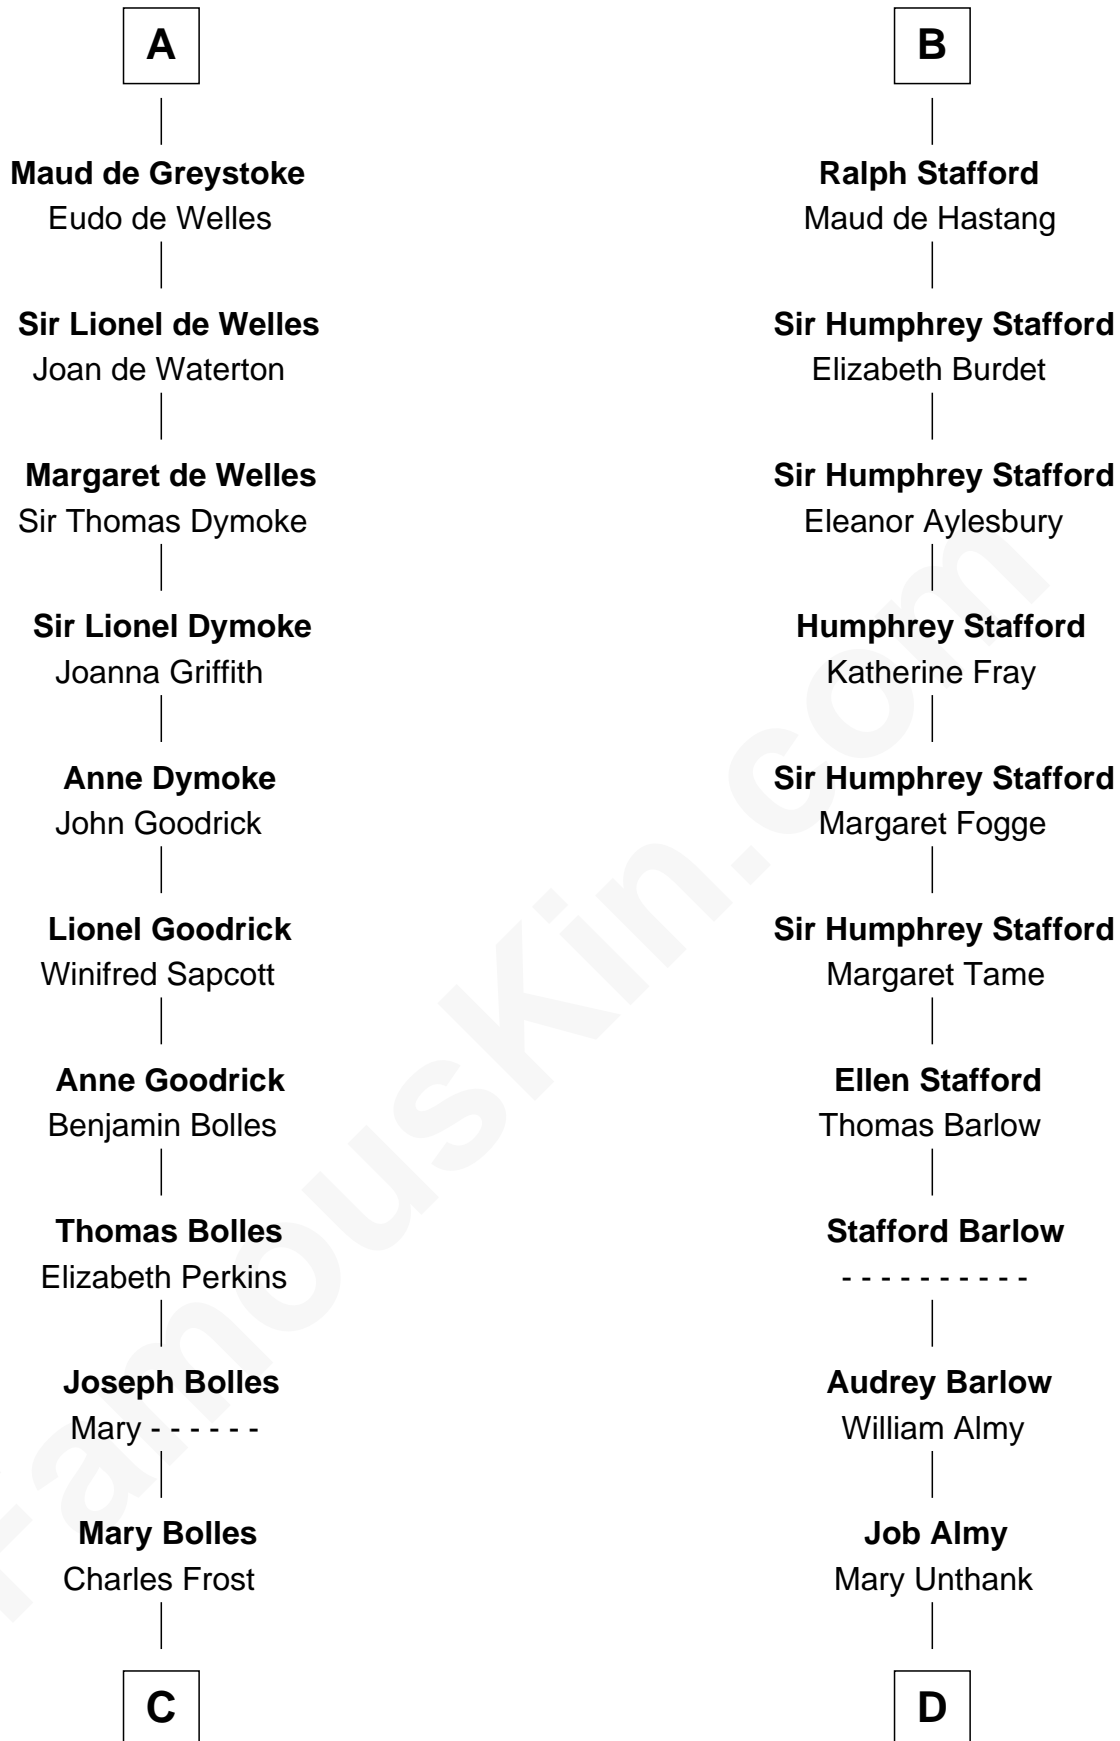 A
Maud de Greystoke
Eudo de Welles
Sir Lionel de Welles
Joan de Waterton
Margaret de Welles
Sir Thomas Dymoke
Sir Lionel Dymoke
Joanna Griffith
Anne Dymoke
John Goodrick
Lionel Goodrick
Winifred Sapcott
Anne Goodrick
Benjamin Bolles
Thomas Bolles
Elizabeth Perkins
Joseph Bolles
Mary - - - - - -
Mary Bolles
Charles Frost
C
B
Ralph Stafford
Maud de Hastang
Sir Humphrey Stafford
Elizabeth Burdet
Sir Humphrey Stafford
Eleanor Aylesbury
Humphrey Stafford
Katherine Fray
Sir Humphrey Stafford
Margaret Fogge
Sir Humphrey Stafford
Margaret Tame
Ellen Stafford
Thomas Barlow
Stafford Barlow
- - - - - - - - - -
Audrey Barlow
William Almy
Job Almy
Mary Unthank
D
FamousKin.com